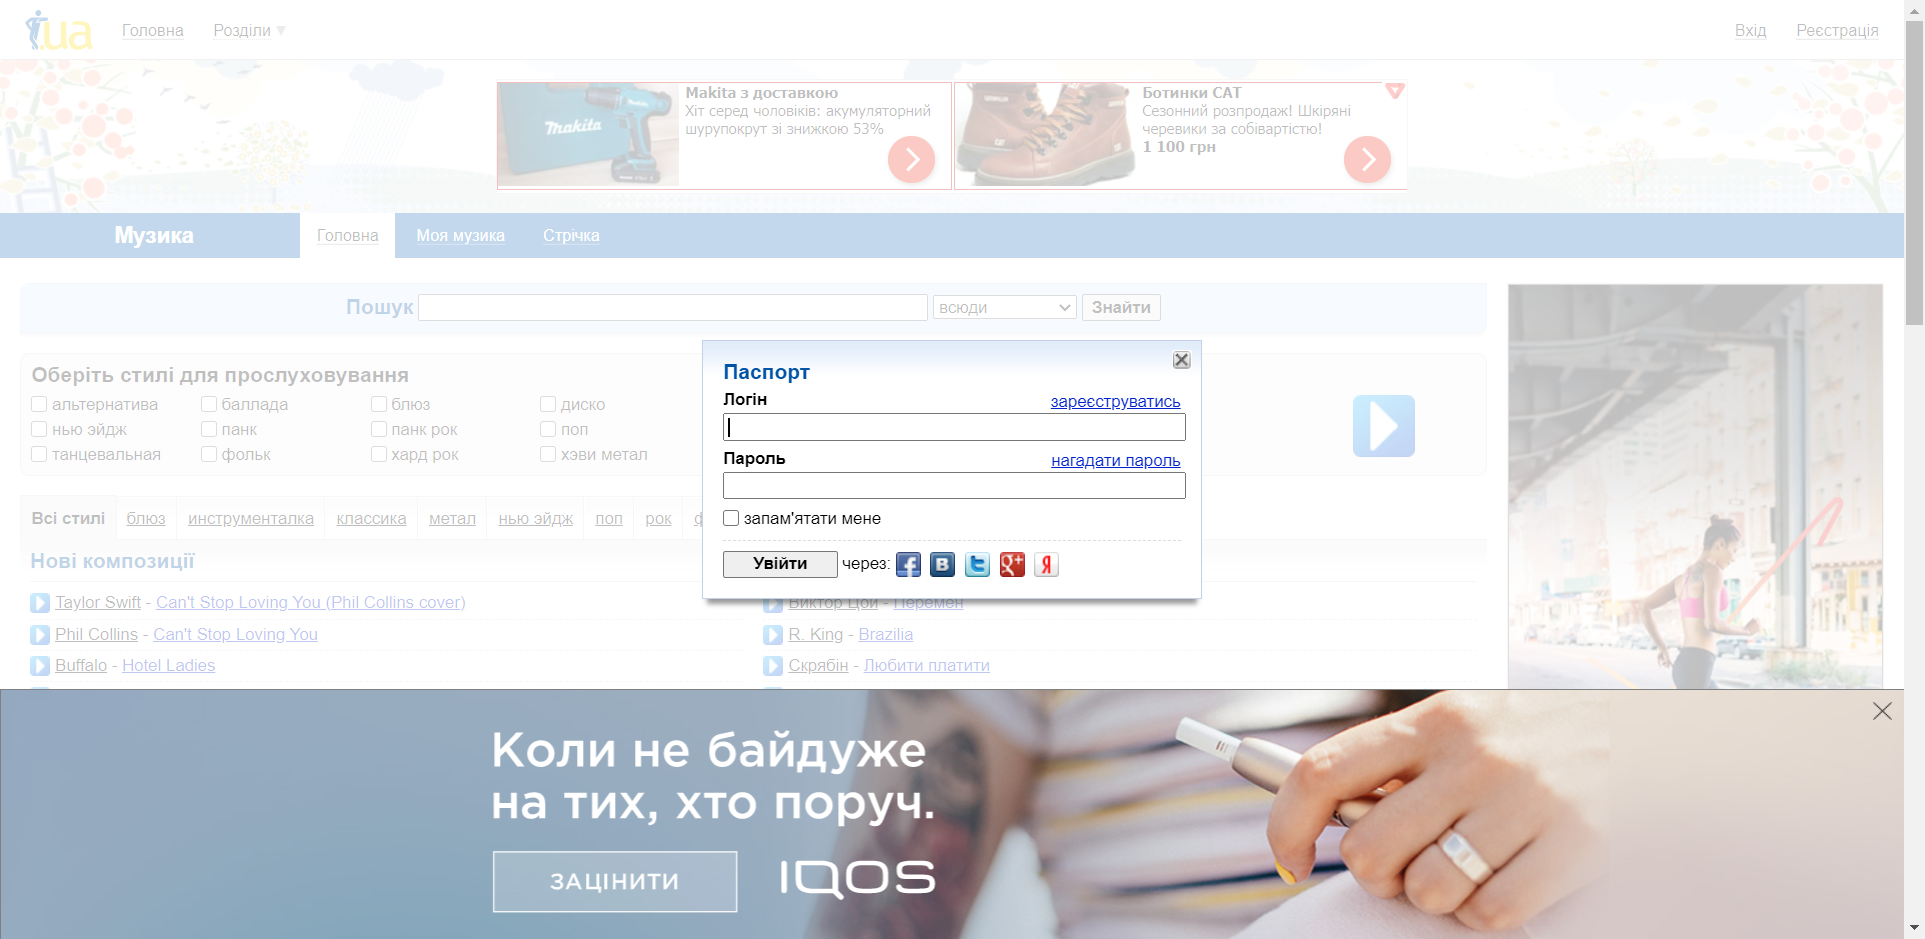 i.ua
Головна
Розділи ▼
Вхід
Реєстрація
Makita з доставкою
Хіт серед чоловіків: акумуляторний
шурупокрут зі знижкою 53%
makita
Ботинки CAT
Сезонний розпродаж! Шкіряні
черевики за собівартістю!
1 100 грн
Музика
Головна
Моя музика
Стрічка
Пошук
всюди
Знайти
Оберіть стилі для прослуховування
альтернатива
баллада
блюз
диско
нью эйдж
панк
панк рок
поп
танцевальная
фольк
хард рок
хэви метал
Паспорт
Логін
зареєструватись
Пароль
нагадати пароль
запам'ятати мене
Увійти
через:
Всі стилі
блюз
инструменталка
классика
метал
нью эйдж
поп
рок
Нові композиції
Taylor Swift - Can't Stop Loving You (Phil Collins cover)
Виктор Цой - Перемен
Phil Collins - Can't Stop Loving You
R. King - Brazilia
Buffalo - Hotel Ladies
Скрябін - Любити платити
Коли не байдуже
на тих, хто поруч.
ЗАЦІНИТИ
IQOS